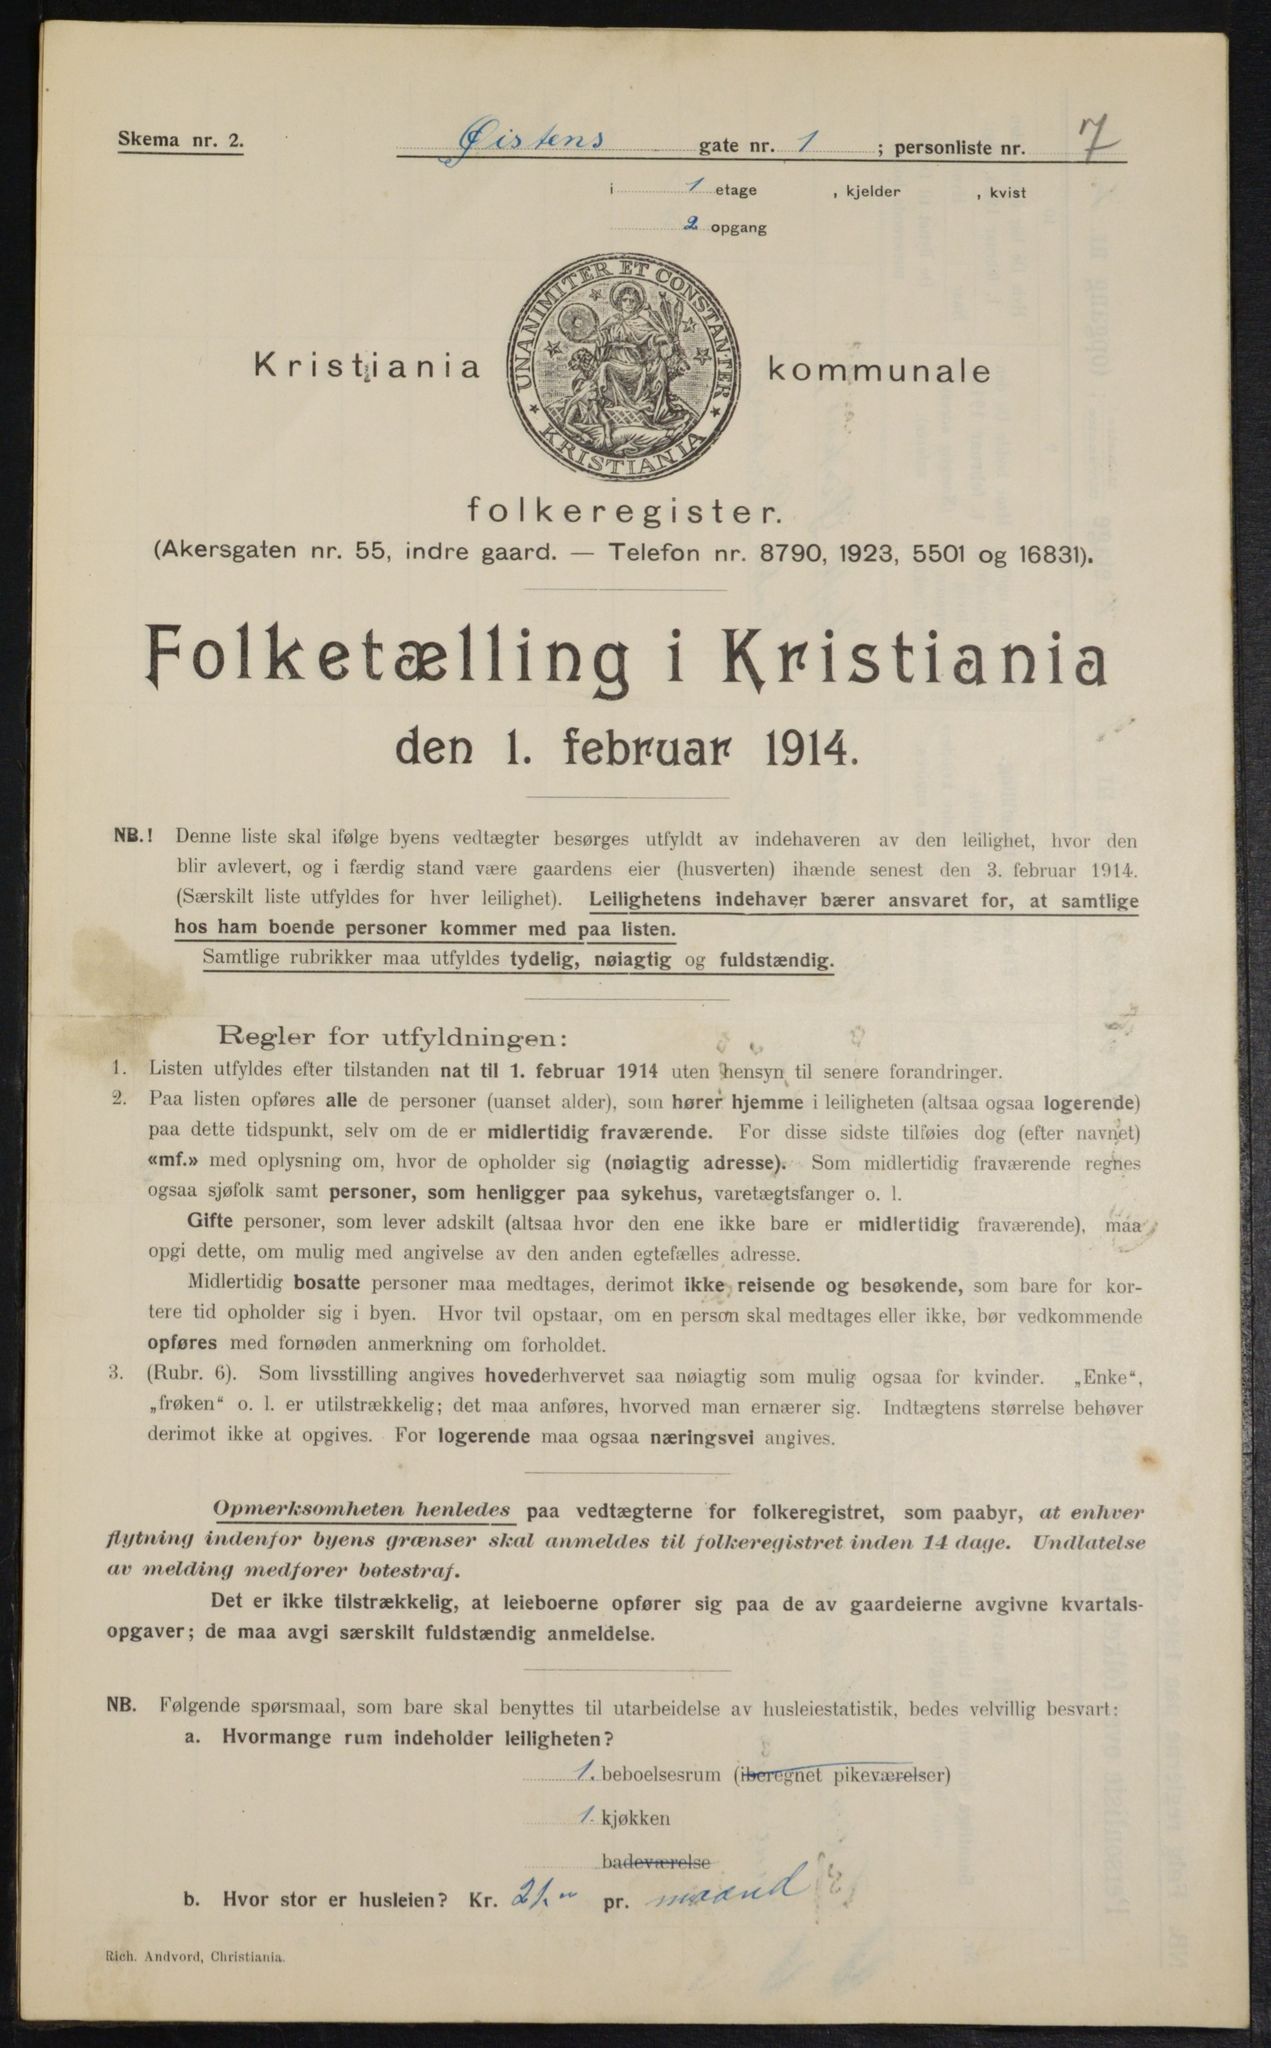 Skema nr. 2.
Øistens gate nr. 1 ; personliste nr. 7
i 1 etage , kjelder , kvist
2 opgang
UNANIMITER ET CONSTANTER
KRISTIANIA
Kristiania kommunale
folkeregister.
(Akersgaten nr. 55, indre gaard. — Telefon nr. 8790, 1923, 5501 og 16831).
Folketælling i Kristiania
den 1. februar 1914.
NB.! Denne liste skal ifølge byens vedtægter besørges utfyldt av indehaveren av den leilighet, hvor den
blir avlevert, og i færdig stand være gaardens eier (husverten) ihænde senest den 3. februar 1914.
(Særskilt liste utfyldes for hver leilighet). Leilighetens indehaver bærer ansvaret for, at samtlige
hos ham boende personer kommer med paa listen.
Samtlige rubrikker maa utfyldes tydelig, nøiagtig og fuldstændig.
Regler for utfyldningen:
1. Listen utfyldes efter tilstanden nat til 1. februar 1914 uten hensyn til senere forandringer.
2. Paa listen opføres alle de personer (uanset alder), som hører hjemme i leiligheten (altsaa ogsaa logerende)
paa dette tidspunkt, selv om de er midlertidig fraværende. For disse sidste tilføies dog (efter navnet)
«mf.» med oplysning om, hvor de opholder sig (nøiagtig adresse). Som midlertidig fraværende regnes
ogsaa sjøfolk samt personer, som henligger paa sykehus, varetægtsfanger o. l.
Gifte personer, som lever adskilt (altsaa hvor den ene ikke bare er midlertidig fraværende), maa
opgi dette, om mulig med angivelse av den anden egtefælles adresse.
Midlertidig bosatte personer maa medtages, derimot ikke reisende og besøkende, som bare for kor-
tere tid opholder sig i byen. Hvor tvil opstaar, om en person skal medtages eller ikke, bør vedkommende
opføres med fornøden anmerkning om forholdet.
3. (Rubr. 6). Som livsstilling angives hovederhvervet saa nøiagtig som mulig ogsaa for kvinder. „Enke“,
„frøken“ o. l. er utilstrækkelig; det maa anføres, hvorved man ernærer sig. Indtægtens størrelse behøver
derimot ikke at opgives. For logerende maa ogsaa næringsvei angives.
Opmerksomheten henledes paa vedtægterne for folkeregistret, som paabyr, at enhver
flytning indenfor byens grænser skal anmeldes til folkeregistret inden 14 dage. Undlatelse
av melding medfører bøtestraf.
Det er ikke tilstrækkelig, at leieboerne opfører sig paa de av gaardeierne avgivne kvartals-
opgaver; de maa avgi særskilt fuldstændig anmeldelse.
NB. Følgende spørsmaal, som bare skal benyttes til utarbeidelse av husleiestatistik, bedes velvillig besvart:
a. Hvormange rum indeholder leiligheten?
1. beboelsesrum (iberegnet pikeværelser)
1. kjøkken
badeværelse
b. Hvor stor er husleien? Kr. 21.- pr. maaned
Rich. Andvord, Christiania.